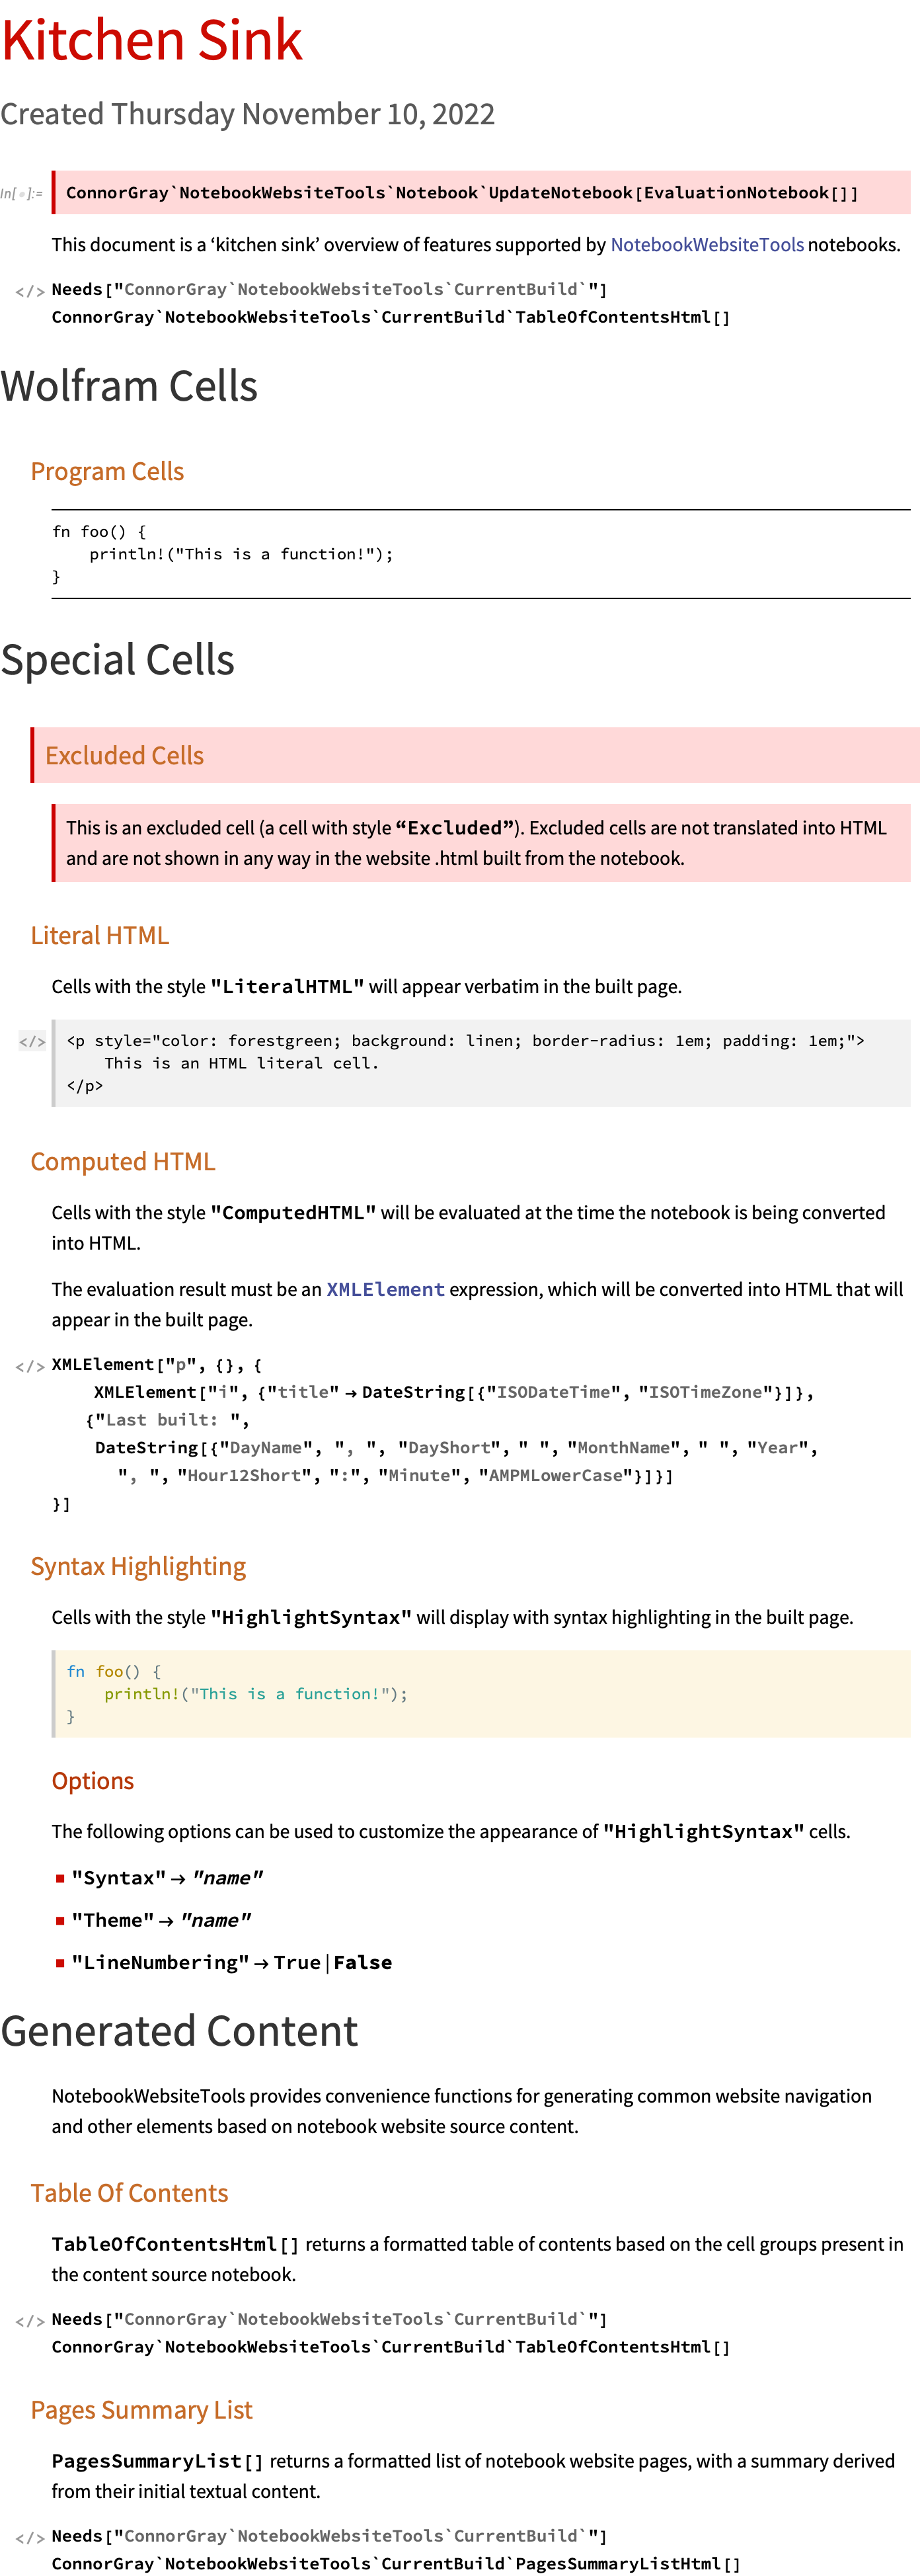 Kitchen Sink
Created Thursday November 10, 2022
In[ ]:= ConnorGray`NotebookWebsiteTools`Notebook`UpdateNotebook[EvaluationNotebook[]]
This document is a ‘kitchen sink’ overview of features supported by NotebookWebsiteTools notebooks.
</> Needs["ConnorGray`NotebookWebsiteTools`CurrentBuild`"]
ConnorGray`NotebookWebsiteTools`CurrentBuild`TableOfContentsHtml[]
Wolfram Cells
Program Cells
fn foo() {
    println!("This is a function!");
}
Special Cells
Excluded Cells
This is an excluded cell (a cell with style “Excluded”). Excluded cells are not translated into HTML
and are not shown in any way in the website .html built from the notebook.
Literal HTML
Cells with the style "LiteralHTML" will appear verbatim in the built page.
</> <p style="color: forestgreen; background: linen; border-radius: 1em; padding: 1em;">
    This is an HTML literal cell.
</p>
Computed HTML
Cells with the style "ComputedHTML" will be evaluated at the time the notebook is being converted
into HTML.
The evaluation result must be an XMLElement expression, which will be converted into HTML that will
appear in the built page.
</> XMLElement["p", {}, {
    XMLElement["i", {"title" → DateString[{"ISODateTime", "ISOTimeZone"}]},
    {"Last built: ",
    DateString[{"DayName", ", ", "DayShort", " ", "MonthName", " ", "Year",
    ", ", "Hour12Short", ":", "Minute", "AMPMLowerCase"}]}]
}]
Syntax Highlighting
Cells with the style "HighlightSyntax" will display with syntax highlighting in the built page.
fn foo() {
    println!("This is a function!");
}
Options
The following options can be used to customize the appearance of "HighlightSyntax" cells.
▪ "Syntax" → "name"
▪ "Theme" → "name"
▪ "LineNumbering" → True|False
Generated Content
NotebookWebsiteTools provides convenience functions for generating common website navigation
and other elements based on notebook website source content.
Table Of Contents
TableOfContentsHtml[] returns a formatted table of contents based on the cell groups present in
the content source notebook.
</> Needs["ConnorGray`NotebookWebsiteTools`CurrentBuild`"]
ConnorGray`NotebookWebsiteTools`CurrentBuild`TableOfContentsHtml[]
Pages Summary List
PagesSummaryList[] returns a formatted list of notebook website pages, with a summary derived
from their initial textual content.
</> Needs["ConnorGray`NotebookWebsiteTools`CurrentBuild`"]
ConnorGray`NotebookWebsiteTools`CurrentBuild`PagesSummaryListHtml[]